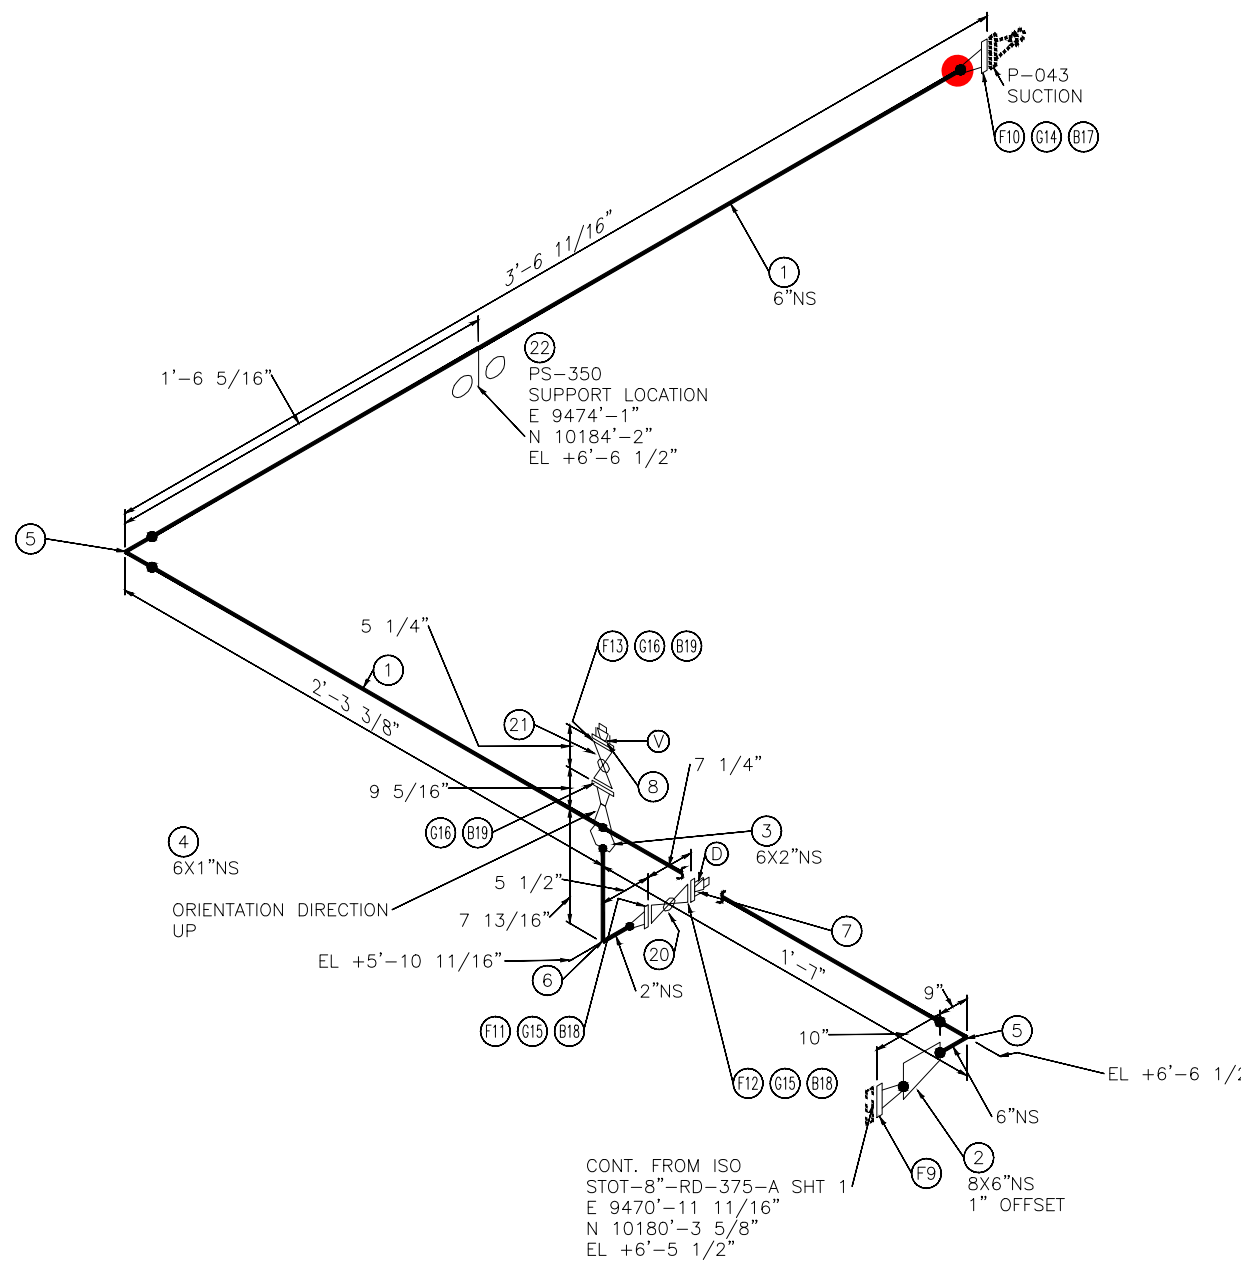 P-043
SUCTION
F10 G14 B17
3'-6 11/16"
1
6"NS
22
PS-350
SUPPORT LOCATION
E 9474'-1"
N 10184'-2"
EL +6'-6 1/2"
1'-6 5/16"
5
5 1/4"
F13 G16 B19
1
2'-3 3/8"
21
V
7 1/4"
8
9 5/16"
G16 B19
3
6X2"NS
4
6X1"NS
D
5 1/2"
ORIENTATION DIRECTION
UP
7 13/16"
7
EL +5'-10 11/16"
20
1'-7"
6
2"NS
9"
F11 G15 B18
10"
5
EL +6'-6
F12 G15 B18
6"NS
2
8X6"NS
1" OFFSET
F9
CONT. FROM ISO
STOT-8"-RD-375-A SHT 1
E 9470'-11 11/16"
N 10180'-3 5/8"
EL +6'-5 1/2"